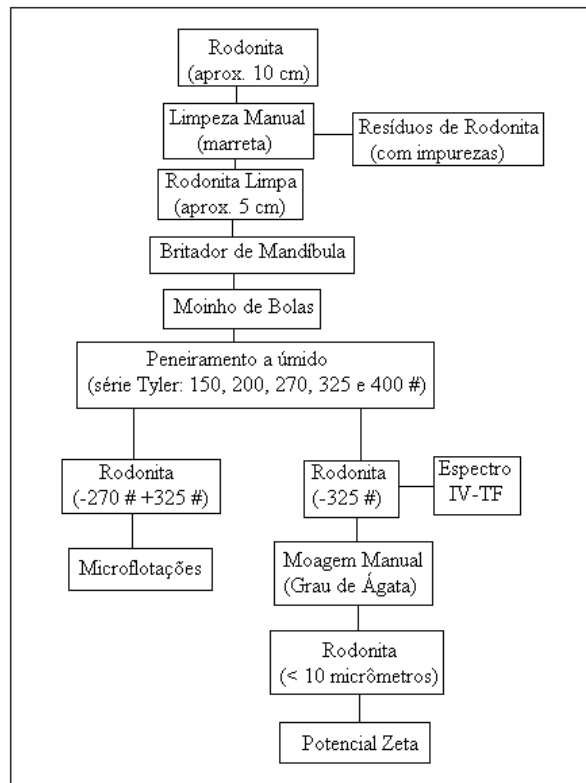 Rodonita
(aprox. 10 cm)
Limpeza Manual
(marreta)
Resíduos de Rodonita
(com impurezas)
Rodonita Limpa
(aprox. 5 cm)
Britador de Mandíbula
Moinho de Bolas
Peneiramento a úmido
(série Tyler: 150, 200, 270, 325 e 400 #)
Rodonita
(-270 # +325 #)
Rodonita
(-325 #)
Espectro
IV-TF
Microflotações
Moagem Manual
(Grau de Ágata)
Rodonita
(< 10 micrômetros)
Potencial Zeta